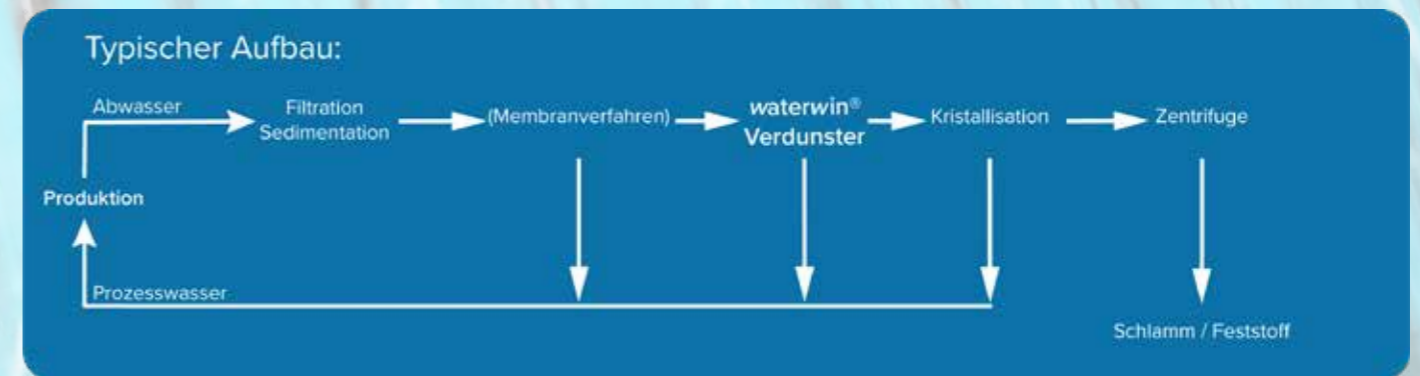 Typischer Aufbau:
Abwasser
Filtration
Sedimentation
(Membranverfahren)
waterwin®
Verdunster
Kristallisation
Zentrifuge
Produktion
Prozesswasser
Schlamm / Feststoff